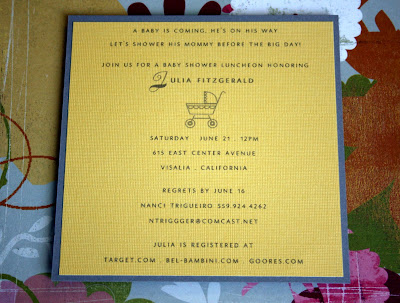 A BABY IS COMING, HE'S ON HIS WAY
LET'S SHOWER HIS MOMMY BEFORE THE BIG DAY!
JOIN US FOR A BABY SHOWER LUNCHEON HONORING
JULIA FITZGERALD
SATURDAY JUNE 21 . 12PM
615 EAST CENTER AVENUE
VISALIA , CALIFORNIA
REGRETS BY JUNE 16
NANCI TRIGUEIRO 559.924.4262
NTRIGGGER@COMCAST.NET
JULIA IS REGISTERED AT
TARGET.COM . BEL-BAMBINI.COM . GOORES.COM